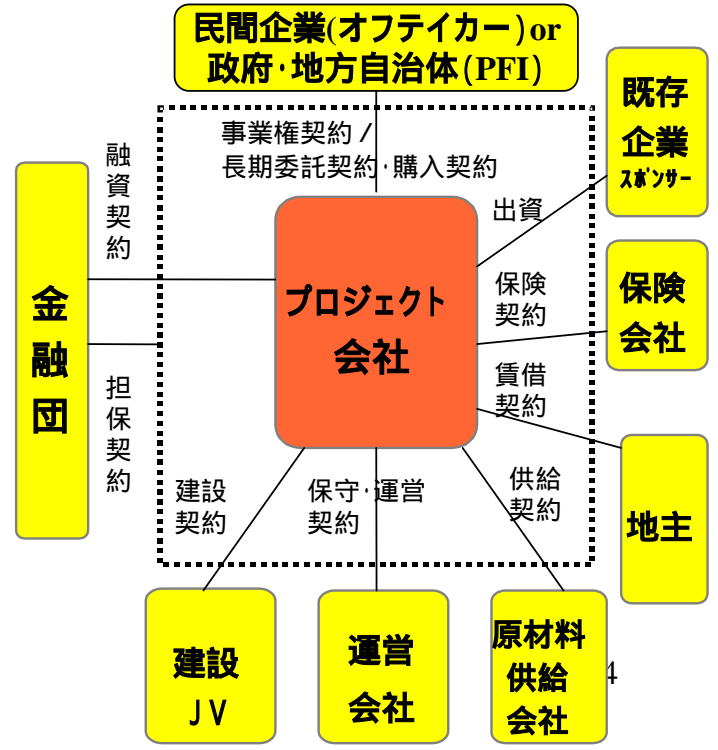 民間企業(オフテイカー)or
政府・地方自治体(PFI)
事業権契約/
長期委託契約・購入契約
既存
企業
スポンサー
融資契約
出資
金融団
プロジェクト
会社
保険
契約
保険
会社
賃借
契約
担保契約
地主
建設
契約
保守・運営
契約
供給
契約
建設
JV
運営
会社
原材料
供給
会社
4